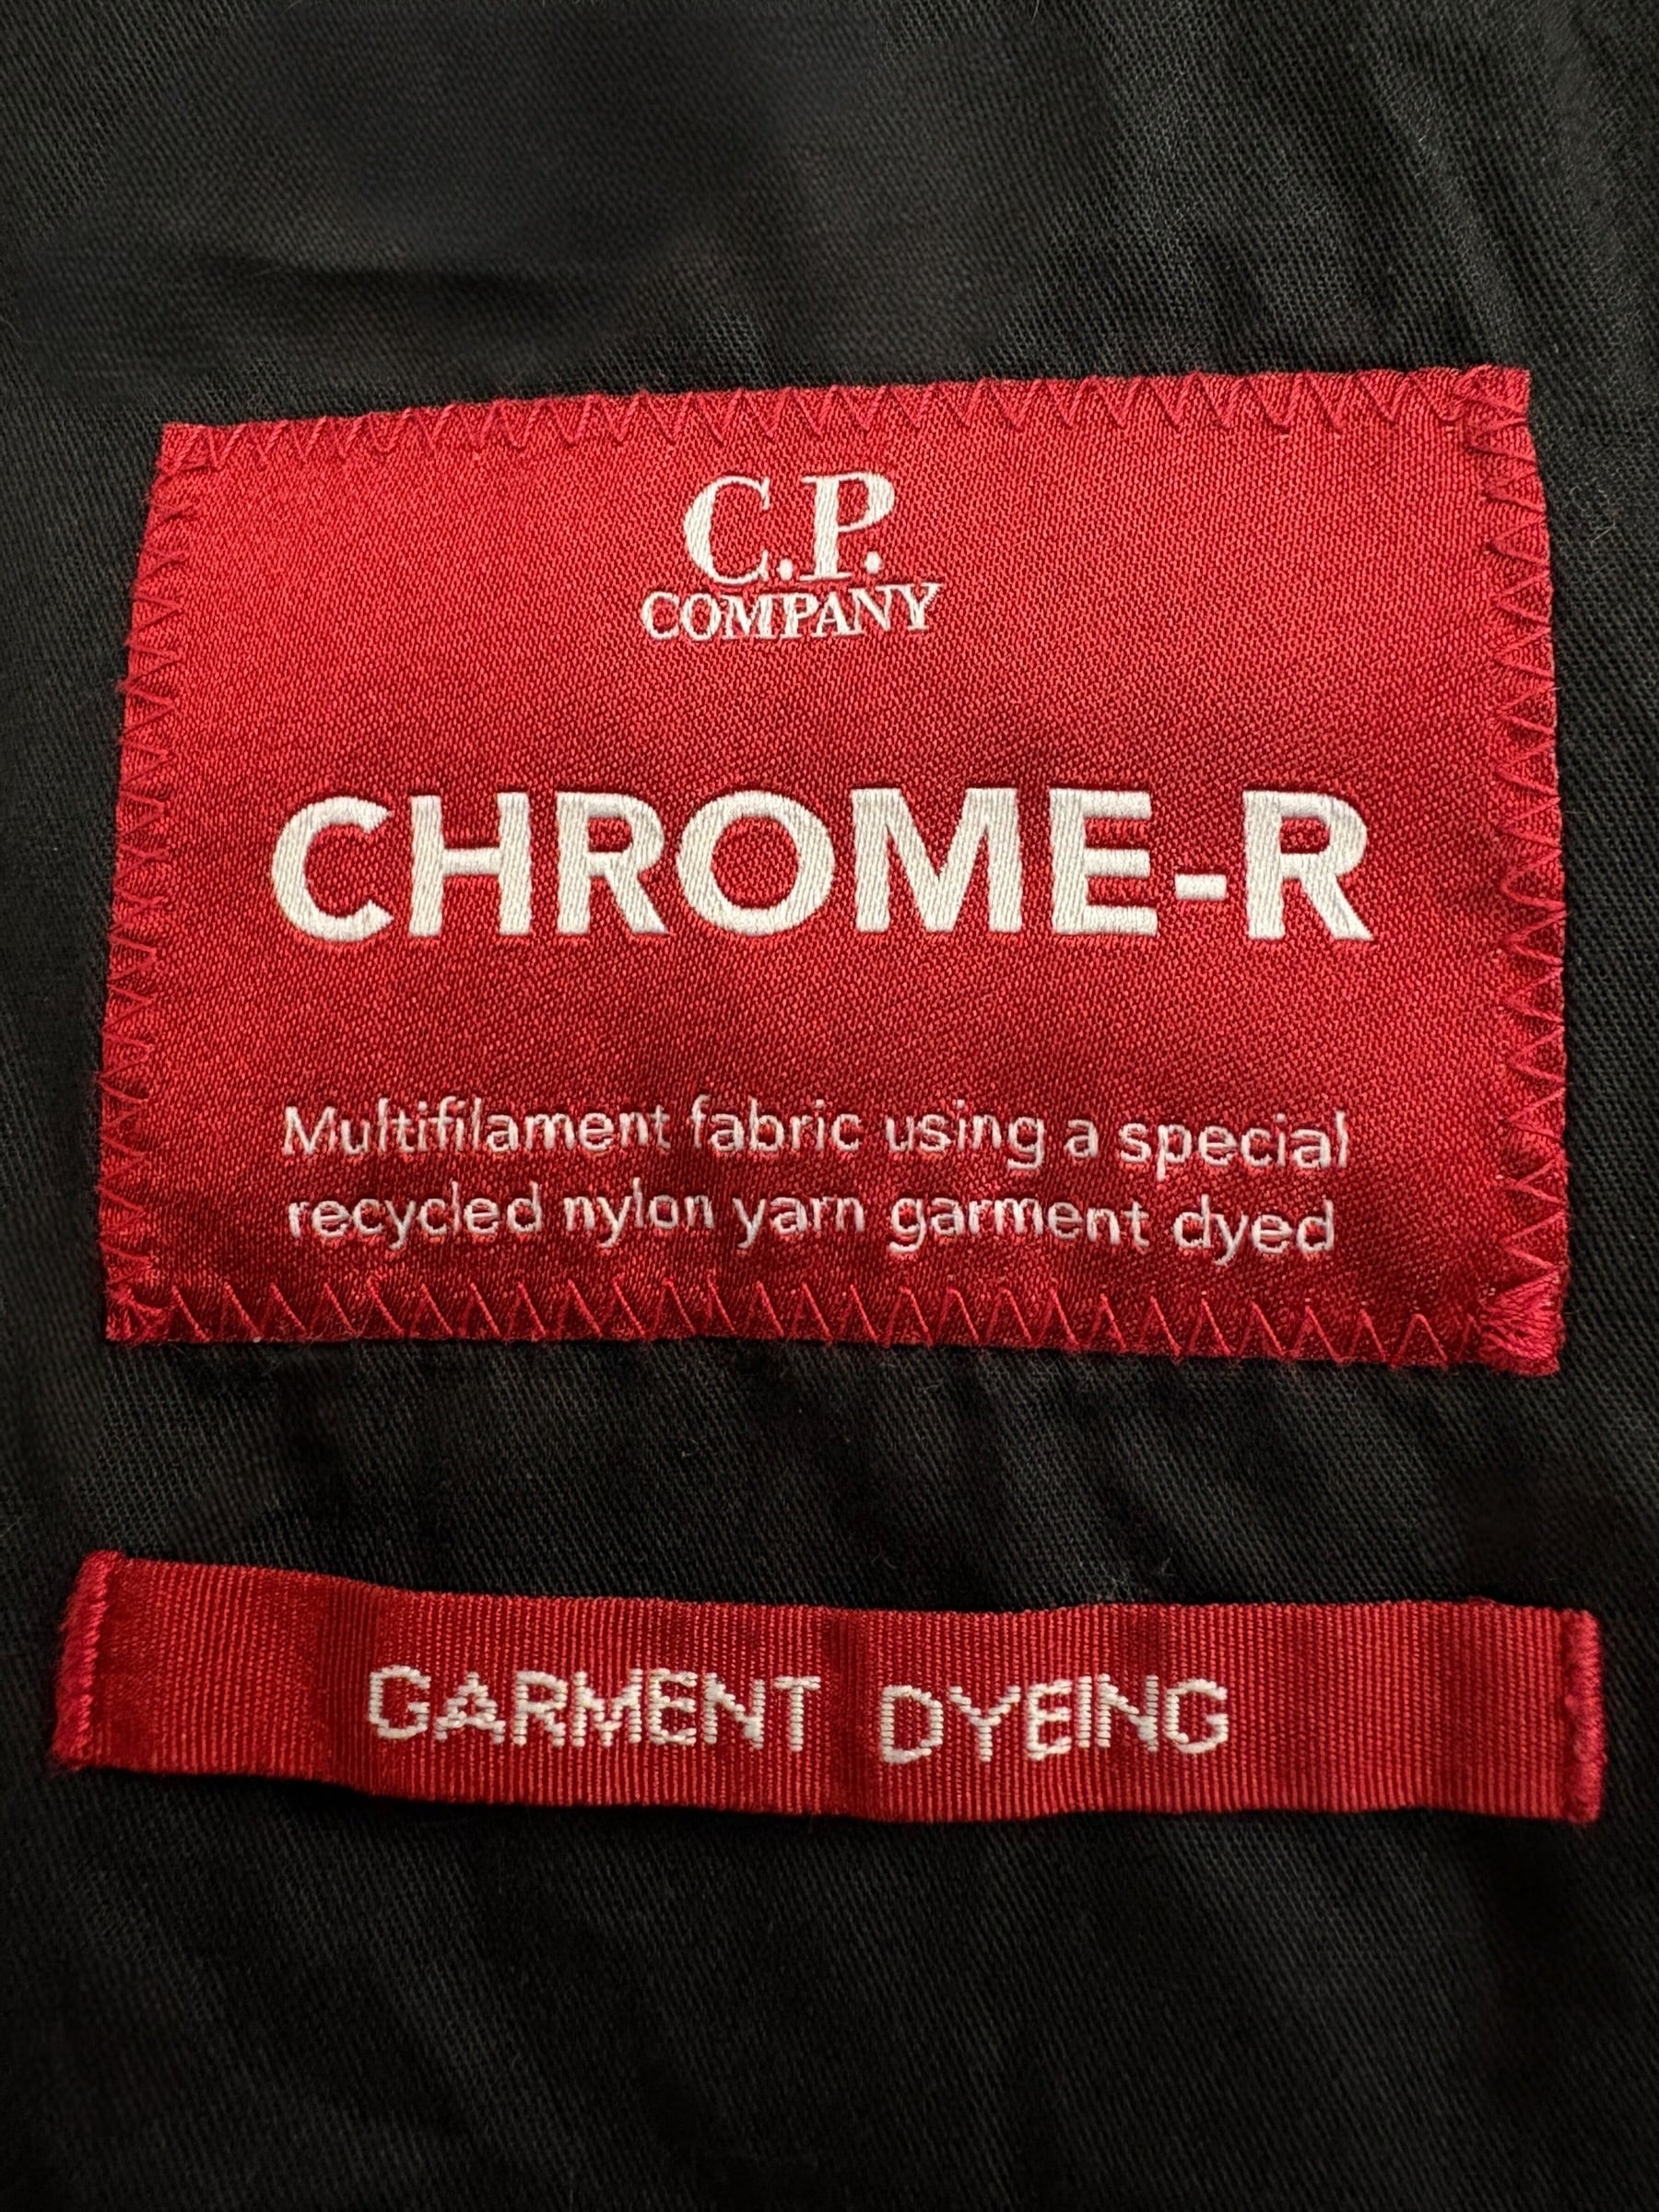 C.P.
COMPANY
CHROME-R
Multifilament fabric using a special
recycled nylon yarn garment dyed
GARMENT DYEING